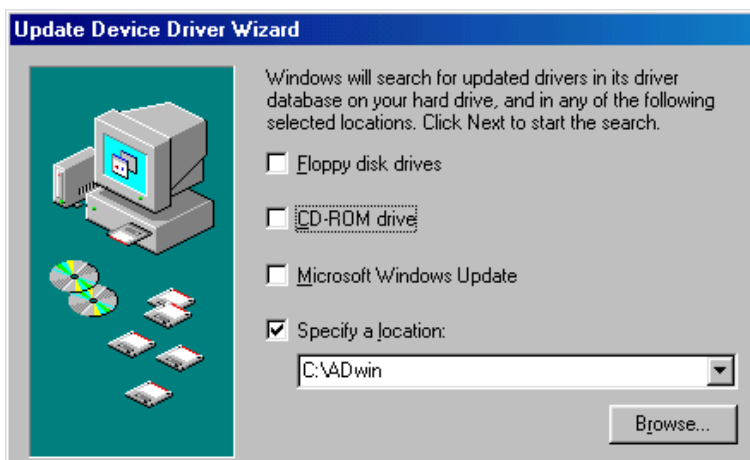 Update Device Driver Wizard
Windows will search for updated drivers in its driver
database on your hard drive, and in any of the following
selected locations. Click Next to start the search.
Floppy disk drives
CD-ROM drive
Microsoft Windows Update
Specify a location:
C:\ADwin
Browse...